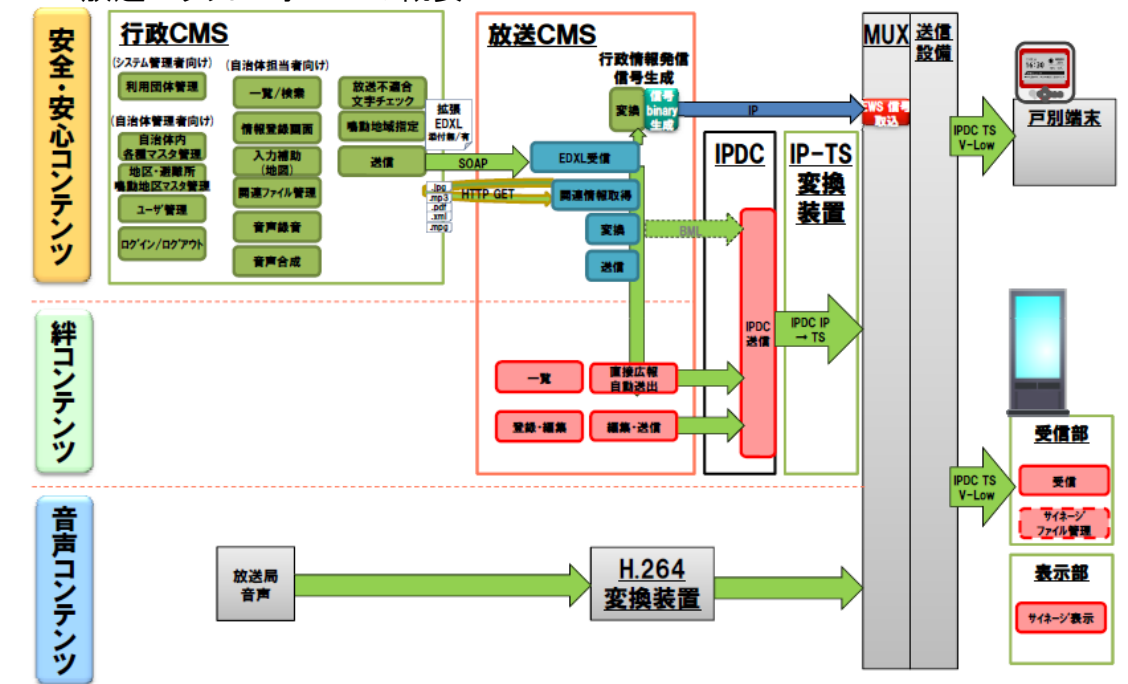 安全・安心コンテンツ
行政CMS
(システム管理者向け)
利用団体管理
(自治体管理者向け)
自治体内
各種マスタ管理
地区・避難所
鳴動地区マスタ管理
ユーザ管理
ログイン/ログアウト
(自治体担当者向け)
一覧/検索
情報登録画面
入力補助
(地図)
関連ファイル管理
音声録音
音声合成
放送不適合
文字チェック
鳴動地域指定
送信
拡張
EDXL
添付無/有
SOAP
.jpg
.mp3
.pdf
.xml
.mpg
HTTP GET
放送CMS
行政情報発信
信号生成
変換
信号
binary
生成
EDXL受信
関連情報取得
変換
送信
BML
IP
IPDC
IP-TS
変換
装置
MUX
送信
設備
EWS 信号
取込
IPDC TS
V-Low
戸別端末
絆コンテンツ
一覧
直接広報
自動送出
登録・編集
編集・送信
IPDC
送信
IPDC IP
→ TS
受信部
IPDC TS
V-Low
受信
サイネージ
ファイル管理
音声コンテンツ
放送局
音声
H.264
変換装置
表示部
サイネージ表示